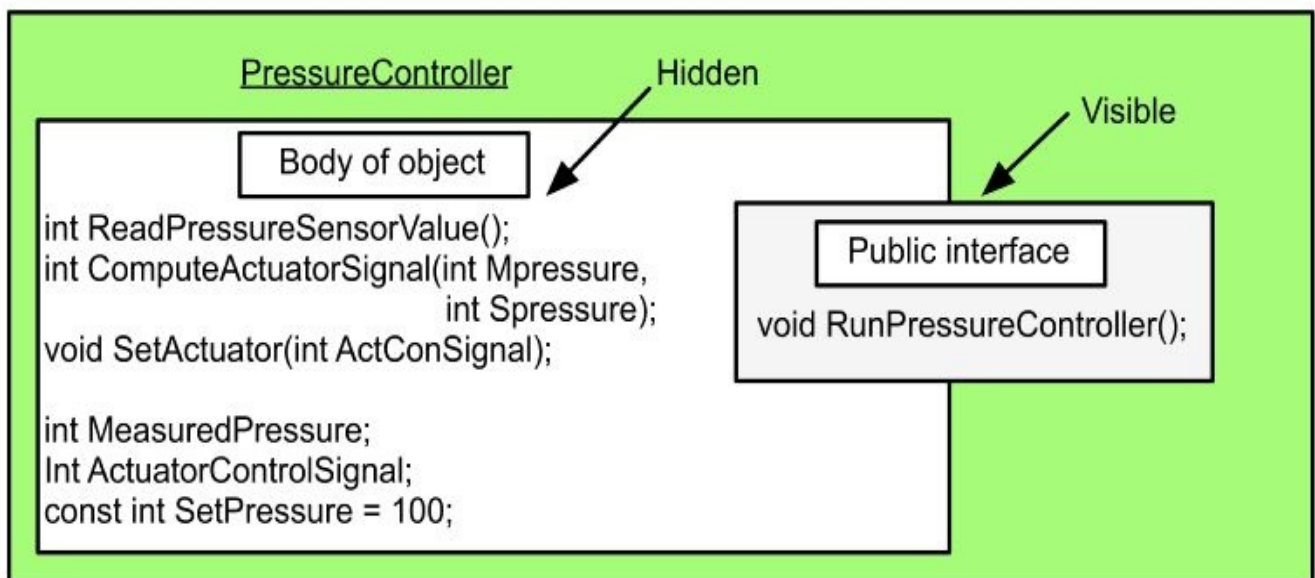 PressureController
Hidden
Visible
Body of object
int ReadPressureSensorValue();
int ComputeActuatorSignal(int Mpressure,
int Spressure);
void SetActuator(int ActConSignal);
int MeasuredPressure;
Int ActuatorControlSignal;
const int SetPressure = 100;
Public interface
void RunPressureController();